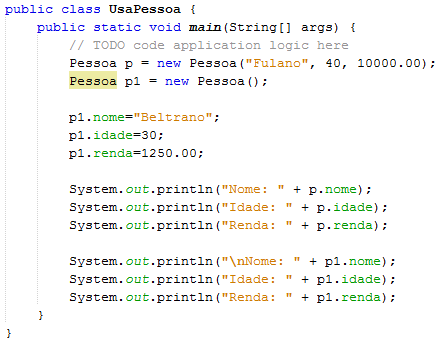 public class UsaPessoa {
public static void main(String[] args) {
// TODO code application logic here
Pessoa p = new Pessoa("Fulano", 40, 10000.00);
Pessoa p1 = new Pessoa();
p1.nome="Beltrano";
p1.idade=30;
p1.renda=1250.00;
System.out.println("Nome: " + p.nome);
System.out.println("Idade: " + p.idade);
System.out.println("Renda: " + p.renda);
System.out.println("\nNome: " + p1.nome);
System.out.println("Idade: " + p1.idade);
System.out.println("Renda: " + p1.renda);
}
}